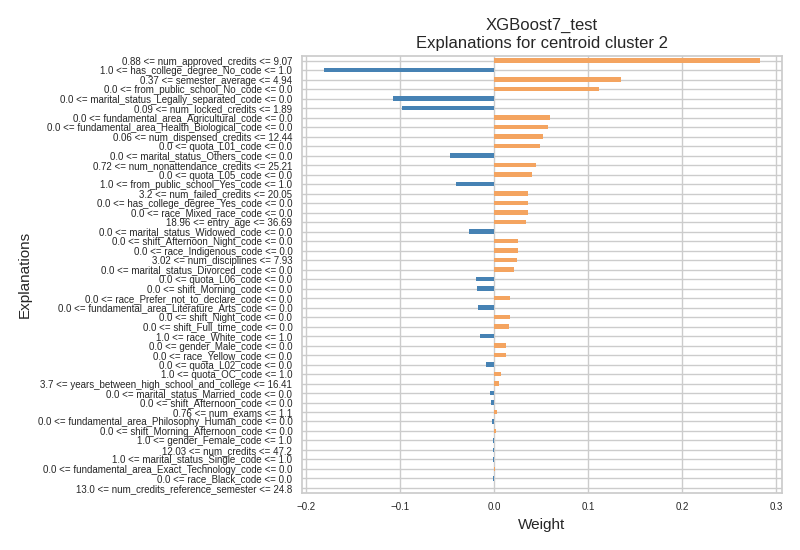 XGBoost7_test
Explanations for centroid cluster 2
0.88 <= num_approved_credits <= 9.07
1.0 <= has_college_degree_No_code <= 1.0
0.37 <= semester_average <= 4.94
0.0 <= from_public_school_No_code <= 0.0
0.0 <= marital_status_Legally_separated_code <= 0.0
0.09 <= num_locked_credits <= 1.89
0.0 <= fundamental_area_Agricultural_code <= 0.0
0.0 <= fundamental_area_Health_Biological_code <= 0.0
0.06 <= num_dispensed_credits <= 12.44
0.0 <= quota_L01_code <= 0.0
0.0 <= marital_status_Others_code <= 0.0
0.72 <= num_nonattendance_credits <= 25.21
0.0 <= quota_L05_code <= 0.0
1.0 <= from_public_school_Yes_code <= 1.0
3.2 <= num_failed_credits <= 20.05
0.0 <= has_college_degree_Yes_code <= 0.0
0.0 <= race_Mixed_race_code <= 0.0
18.96 <= entry_age <= 36.69
0.0 <= marital_status_Widowed_code <= 0.0
0.0 <= shift_Afternoon_Night_code <= 0.0
0.0 <= race_Indigenous_code <= 0.0
3.02 <= num_disciplines <= 7.93
0.0 <= marital_status_Divorced_code <= 0.0
0.0 <= quota_L06_code <= 0.0
0.0 <= shift_Morning_code <= 0.0
0.0 <= race_Prefer_not_to_declare_code <= 0.0
0.0 <= fundamental_area_Literature_Arts_code <= 0.0
0.0 <= shift_Night_code <= 0.0
0.0 <= shift_Full_time_code <= 0.0
1.0 <= race_White_code <= 1.0
0.0 <= gender_Male_code <= 0.0
0.0 <= race_Yellow_code <= 0.0
0.0 <= quota_L02_code <= 0.0
1.0 <= quota_OC_code <= 1.0
3.7 <= years_between_high_school_and_college <= 16.41
0.0 <= marital_status_Married_code <= 0.0
0.0 <= shift_Afternoon_code <= 0.0
0.76 <= num_exams <= 1.1
0.0 <= fundamental_area_Philosophy_Human_code <= 0.0
0.0 <= shift_Morning_Afternoon_code <= 0.0
1.0 <= gender_Female_code <= 1.0
12.03 <= num_credits <= 47.2
1.0 <= marital_status_Single_code <= 1.0
0.0 <= fundamental_area_Exact_Technology_code <= 0.0
0.0 <= race_Black_code <= 0.0
13.0 <= num_credits_reference_semester <= 24.8
Explanations
−0.2 −0.1 0.0 0.1 0.2 0.3
Weight